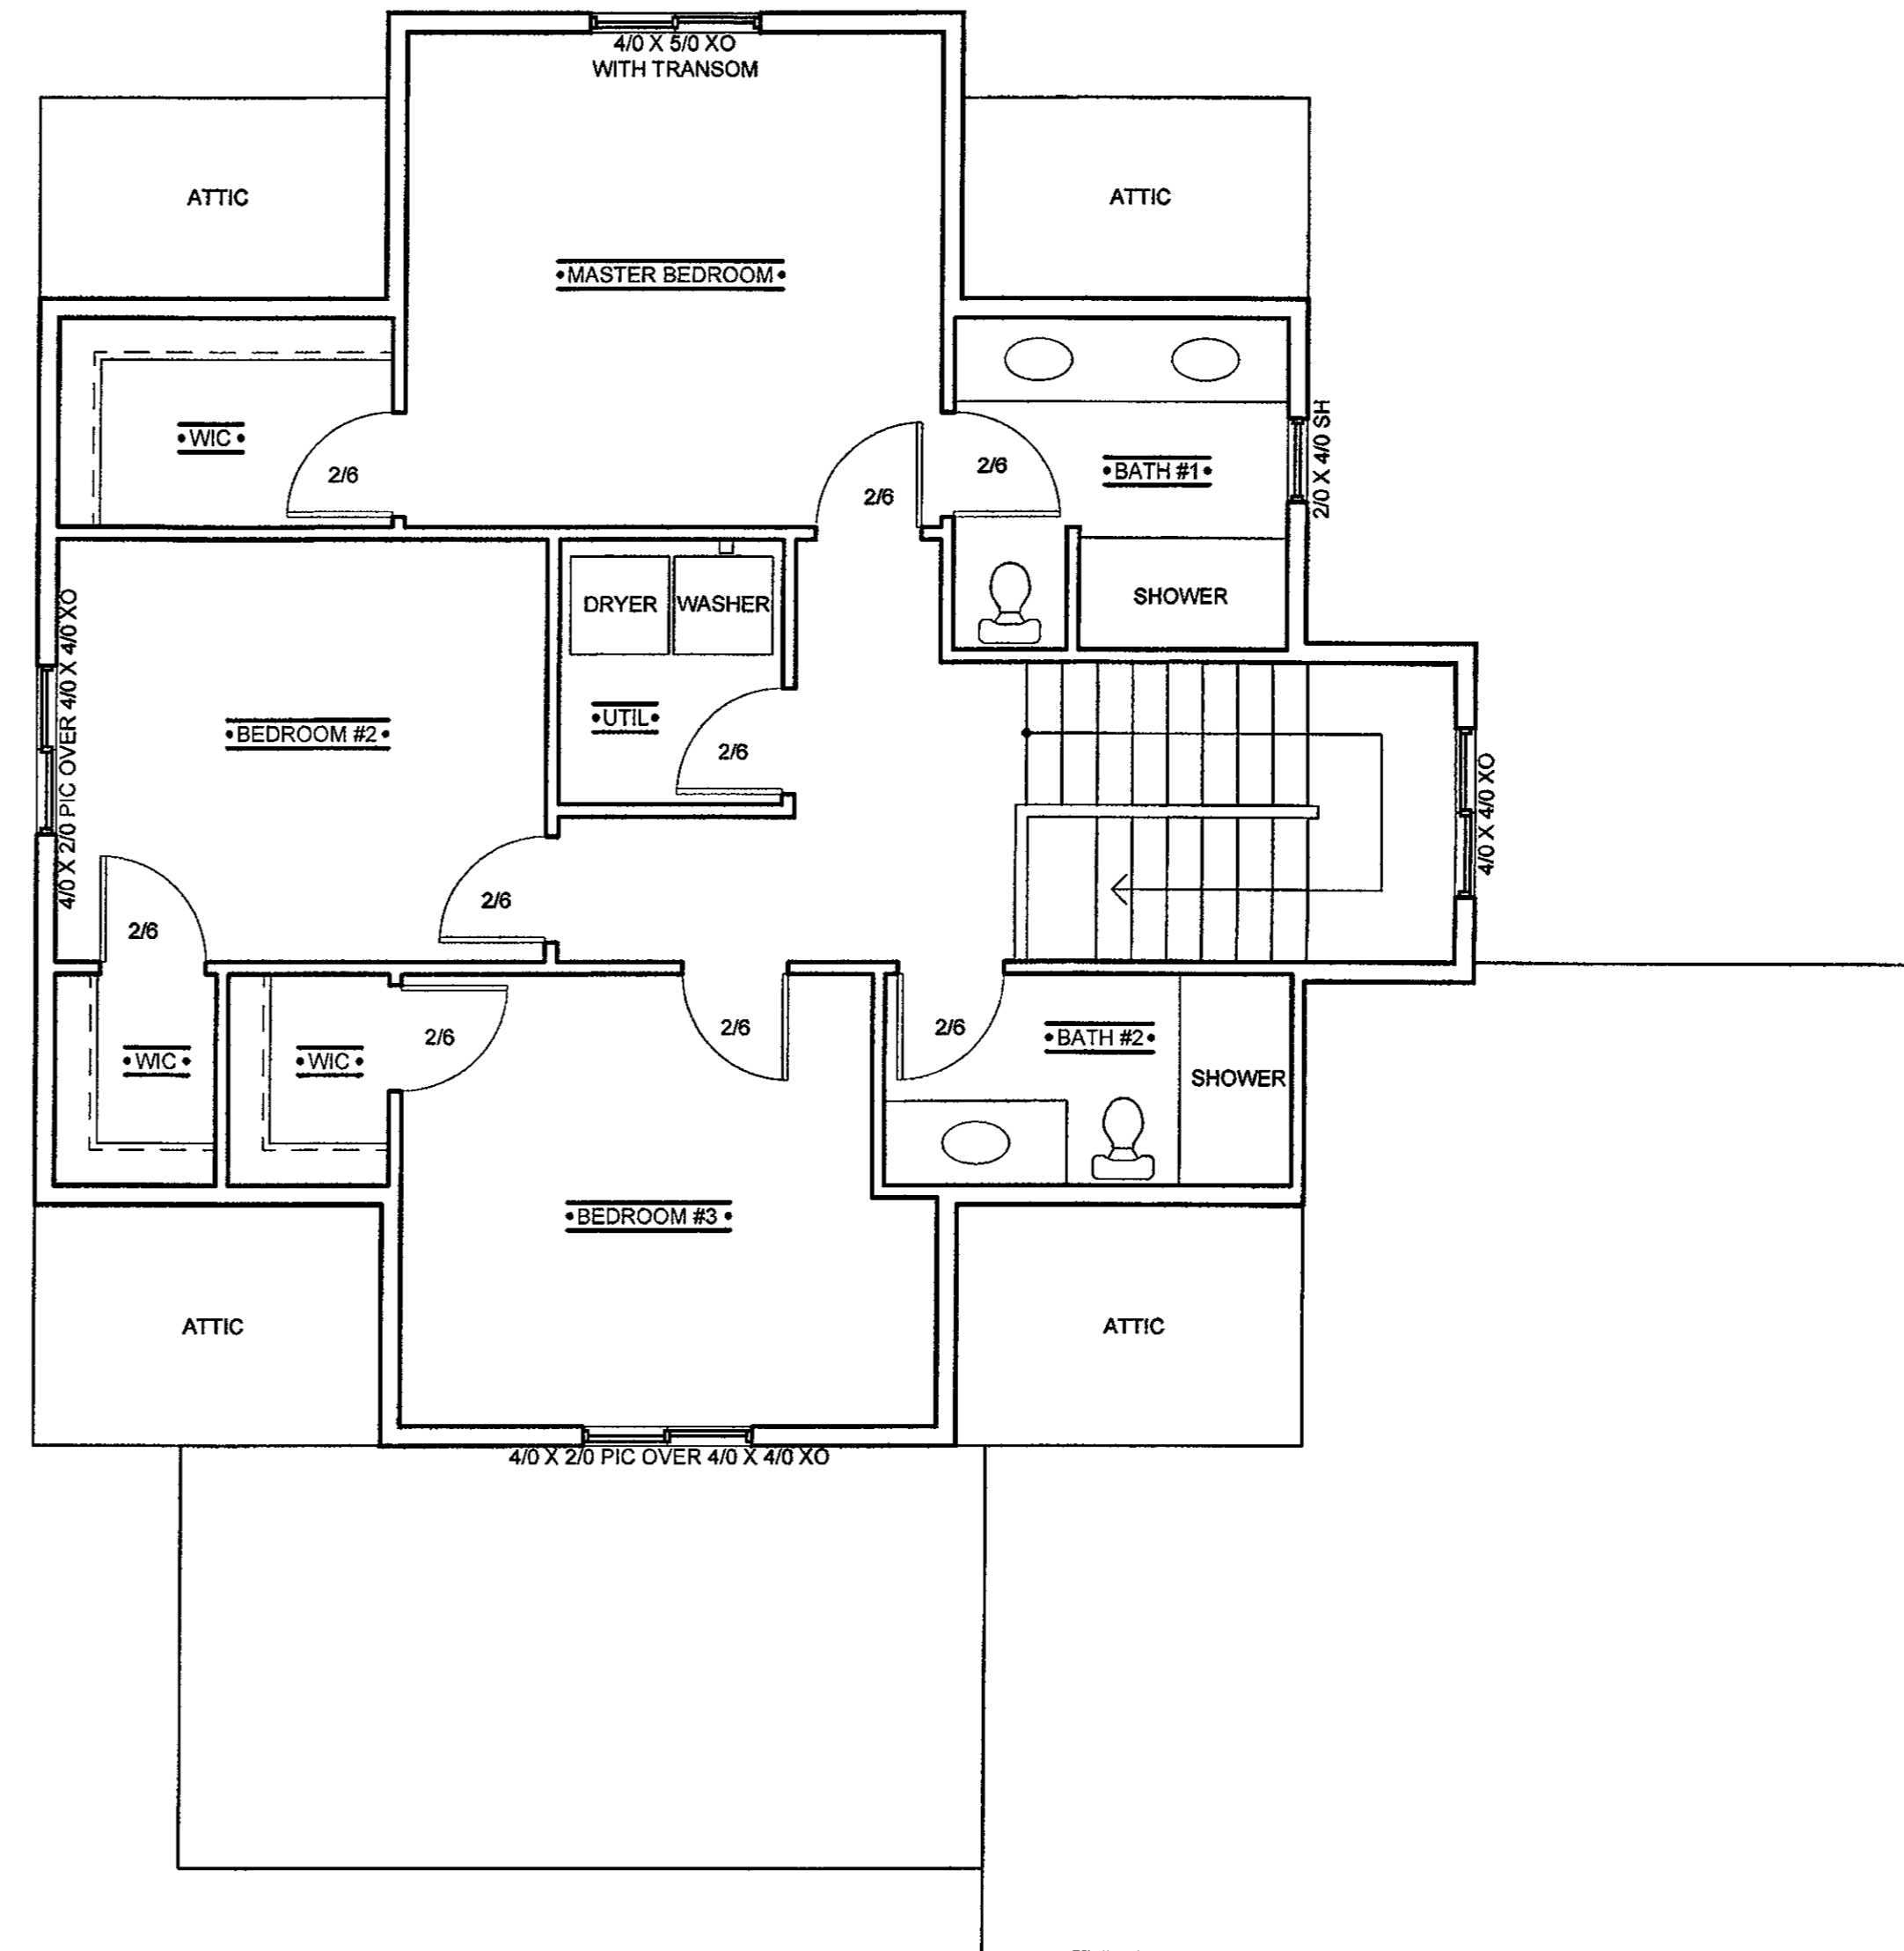 4/0 X 5/0 XO
WITH TRANSOM
ATTIC
ATTIC
•MASTER BEDROOM•
•WIC•
2/6
2/6
2/6
•BATH #1•
2/0 X 4/0 SH
DRYER
WASHER
SHOWER
4/0 X 2/0 PIC OVER 4/0 X 4/0 XO
•BEDROOM #2•
•UTIL•
2/6
4/0 X 4/0 XO
2/6
2/6
•WIC•
•WIC•
2/6
2/6
2/6
•BATH #2•
SHOWER
•BEDROOM #3•
ATTIC
ATTIC
4/0 X 2/0 PIC OVER 4/0 X 4/0 XO